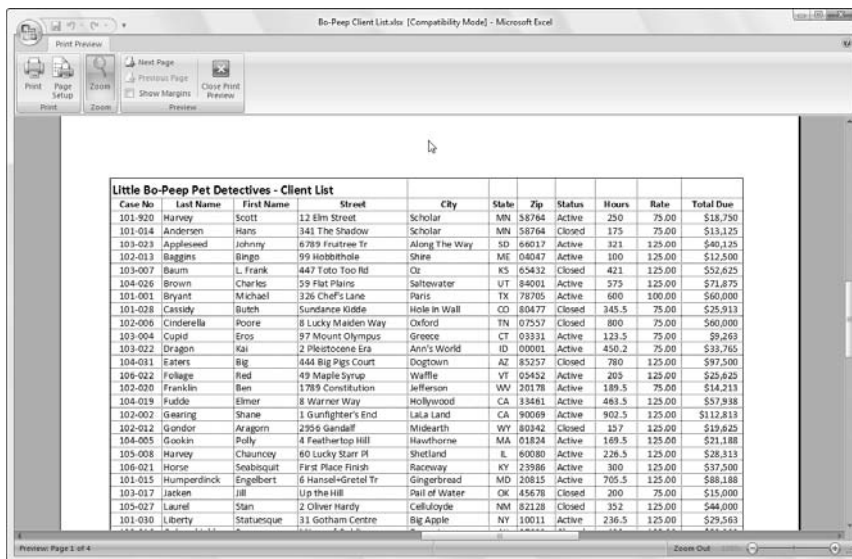 Bo-Peep Client List.xlsx [Compatibility Mode] - Microsoft Excel
Print Preview
Print
Page Setup
Zoom
Next Page
Previous Page
Show Margins
Close Print Preview
Print
Zoom
Preview
Little Bo-Peep Pet Detectives - Client List
Case No Last Name First Name Street City State Zip Status Hours Rate Total Due
101-920 Harvey Scott 12 Elm Street Scholar MN 58764 Active 250 75.00 $18,750
101-014 Andersen Hans 341 The Shadow Scholar MN 58764 Closed 175 75.00 $13,125
103-023 Appleseed Johnny 6789 Fruitree Tr Along The Way SD 66017 Active 321 125.00 $40,125
102-013 Baggins Bingo 99 Hobbithole Shire ME 04047 Active 100 125.00 $12,500
103-007 Baum L. Frank 447 Toto Too Rd Oz KS 65432 Closed 421 125.00 $52,625
104-026 Brown Charles 59 Flat Plains Saltewater UT 84001 Active 575 125.00 $71,875
101-001 Bryant Michael 326 Chef's Lane Paris TX 78705 Active 600 100.00 $60,000
101-028 Cassidy Butch Sundance Kidde Hole In Wall CO 80477 Closed 345.5 75.00 $25,913
102-006 Cinderella Poore 8 Lucky Maiden Way Oxford TN 07557 Closed 800 75.00 $60,000
103-004 Cupid Eros 97 Mount Olympus Greece CT 03331 Active 123.5 75.00 $9,263
103-022 Dragon Kai 2 Pleistocene Era Ann's World ID 00001 Active 450.2 75.00 $33,765
104-031 Eaters Big 444 Big Pigs Court Dogtown AZ 85257 Closed 780 125.00 $97,500
106-022 Foliage Red 49 Maple Syrup Waffle VT 05452 Active 205 125.00 $25,625
102-020 Franklin Ben 1789 Constitution Jefferson WV 20178 Active 189.5 75.00 $14,213
104-019 Fudde Elmer 8 Warner Way Hollywood CA 33461 Active 463.5 125.00 $57,938
102-002 Gearing Shane 1 Gunfighter's End LaLa Land CA 90069 Active 902.5 125.00 $112,813
102-012 Gondor Aragorn 2956 Gandalf Midearth WY 80342 Closed 157 125.00 $19,625
104-005 Gookin Polly 4 Feathertop Hill Hawthorne MA 01824 Active 169.5 125.00 $21,188
105-008 Harvey Chauncey 60 Lucky Starr Pl Shetland IL 60080 Active 226.5 125.00 $28,313
106-021 Horse Seabisquit First Place Finish Raceway KY 23986 Active 300 125.00 $37,500
101-015 Humperdinck Engelbert 6 Hansel+Gretel Tr Gingerbread MD 20815 Active 705.5 125.00 $88,188
103-017 Jacken Jill Up the Hill Pail of Water OK 45678 Closed 200 75.00 $15,000
105-027 Laurel Stan 2 Oliver Hardy Celluloyde NM 82128 Closed 352 125.00 $44,000
101-030 Liberty Statuesque 31 Gotham Centre Big Apple NY 10011 Active 236.5 125.00 $29,563
Preview: Page 1 of 4
Zoom Out